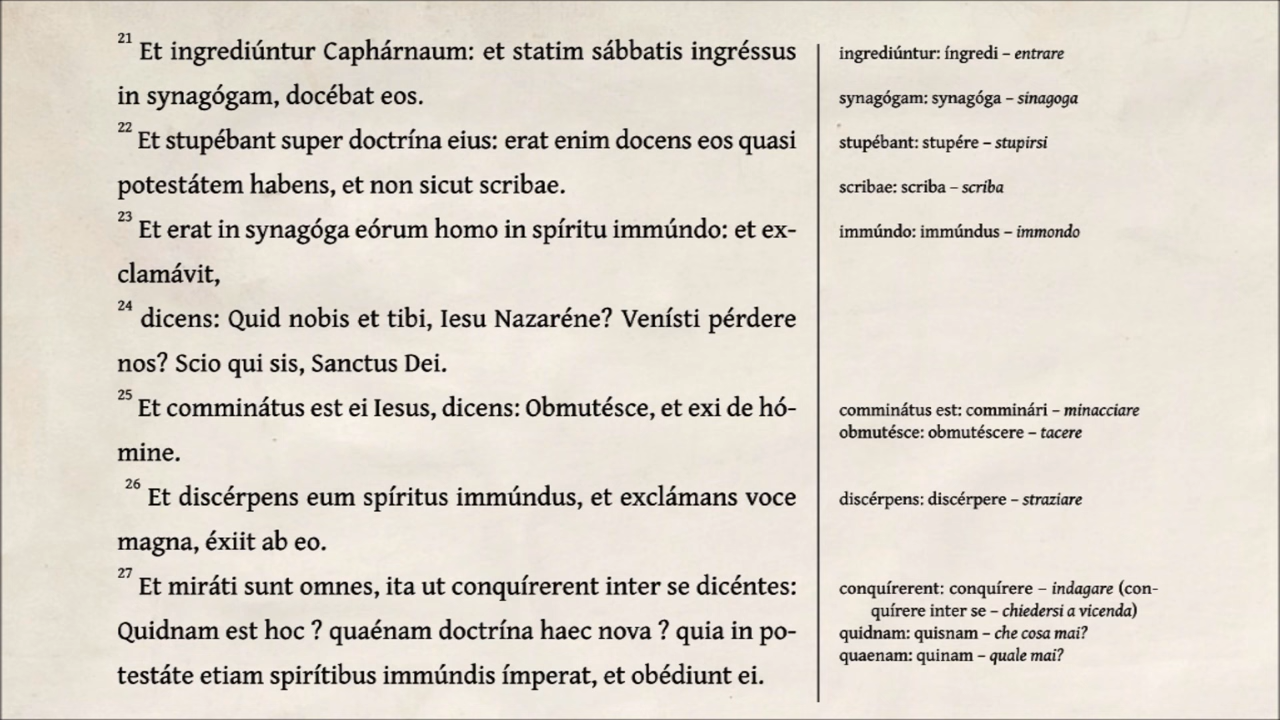 21 Et ingrediúntur Caphárnaum: et statim sábbatis ingréssus
in synagógam, docébat eos.
22 Et stupébant super doctrína eius: erat enim docens eos quasi
potestátem habens, et non sicut scribae.
23 Et erat in synagóga eórum homo in spíritu immúndo: et ex-
clamávit,
24 dicens: Quid nobis et tibi, Iesu Nazaréne? Venísti pérdere
nos? Scio qui sis, Sanctus Dei.
25 Et comminátus est ei Iesus, dicens: Obmutésce, et exi de hó-
mine.
26 Et discérpens eum spíritus immúndus, et exclámans voce
magna, éxiit ab eo.
27 Et miráti sunt omnes, ita ut conquírerent inter se dicéntes:
Quidnam est hoc ? quaénam doctrína haec nova ? quia in po-
testáte etiam spirítibus immúndis ímperat, et obédiunt ei.
ingrediúntur: íngredi – entrare
synagógam: synagóga – sinagoga
stupébant: stupére – stupirsi
scribae: scriba – scriba
immúndo: immúndus – immondo
comminátus est: comminári – minacciare
obmutésce: obmutéscere – tacere
discérpens: discérpere – straziare
conquírerent: conquírere – indagare (con-
quírere inter se – chiedersi a vicenda)
quidnam: quisnam – che cosa mai?
quaenam: quinam – quale mai?